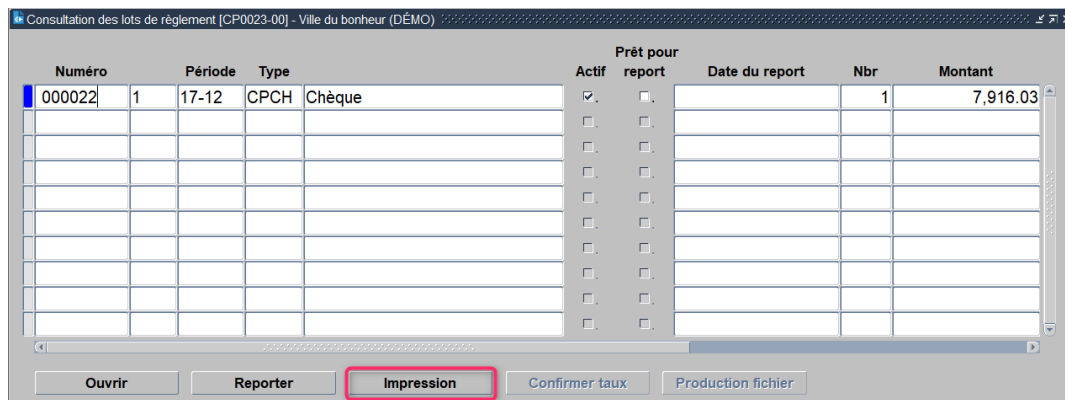 Consultation des lots de règlement [CP0023-00] - Ville du bonheur (DÉMO)
Prêt pour
Numéro Période Type Actif report Date du report Nbr Montant
000022 1 17-12 CPCH Chèque 1 7,916.03
Ouvrir Reporter Impression Confirmer taux Production fichier